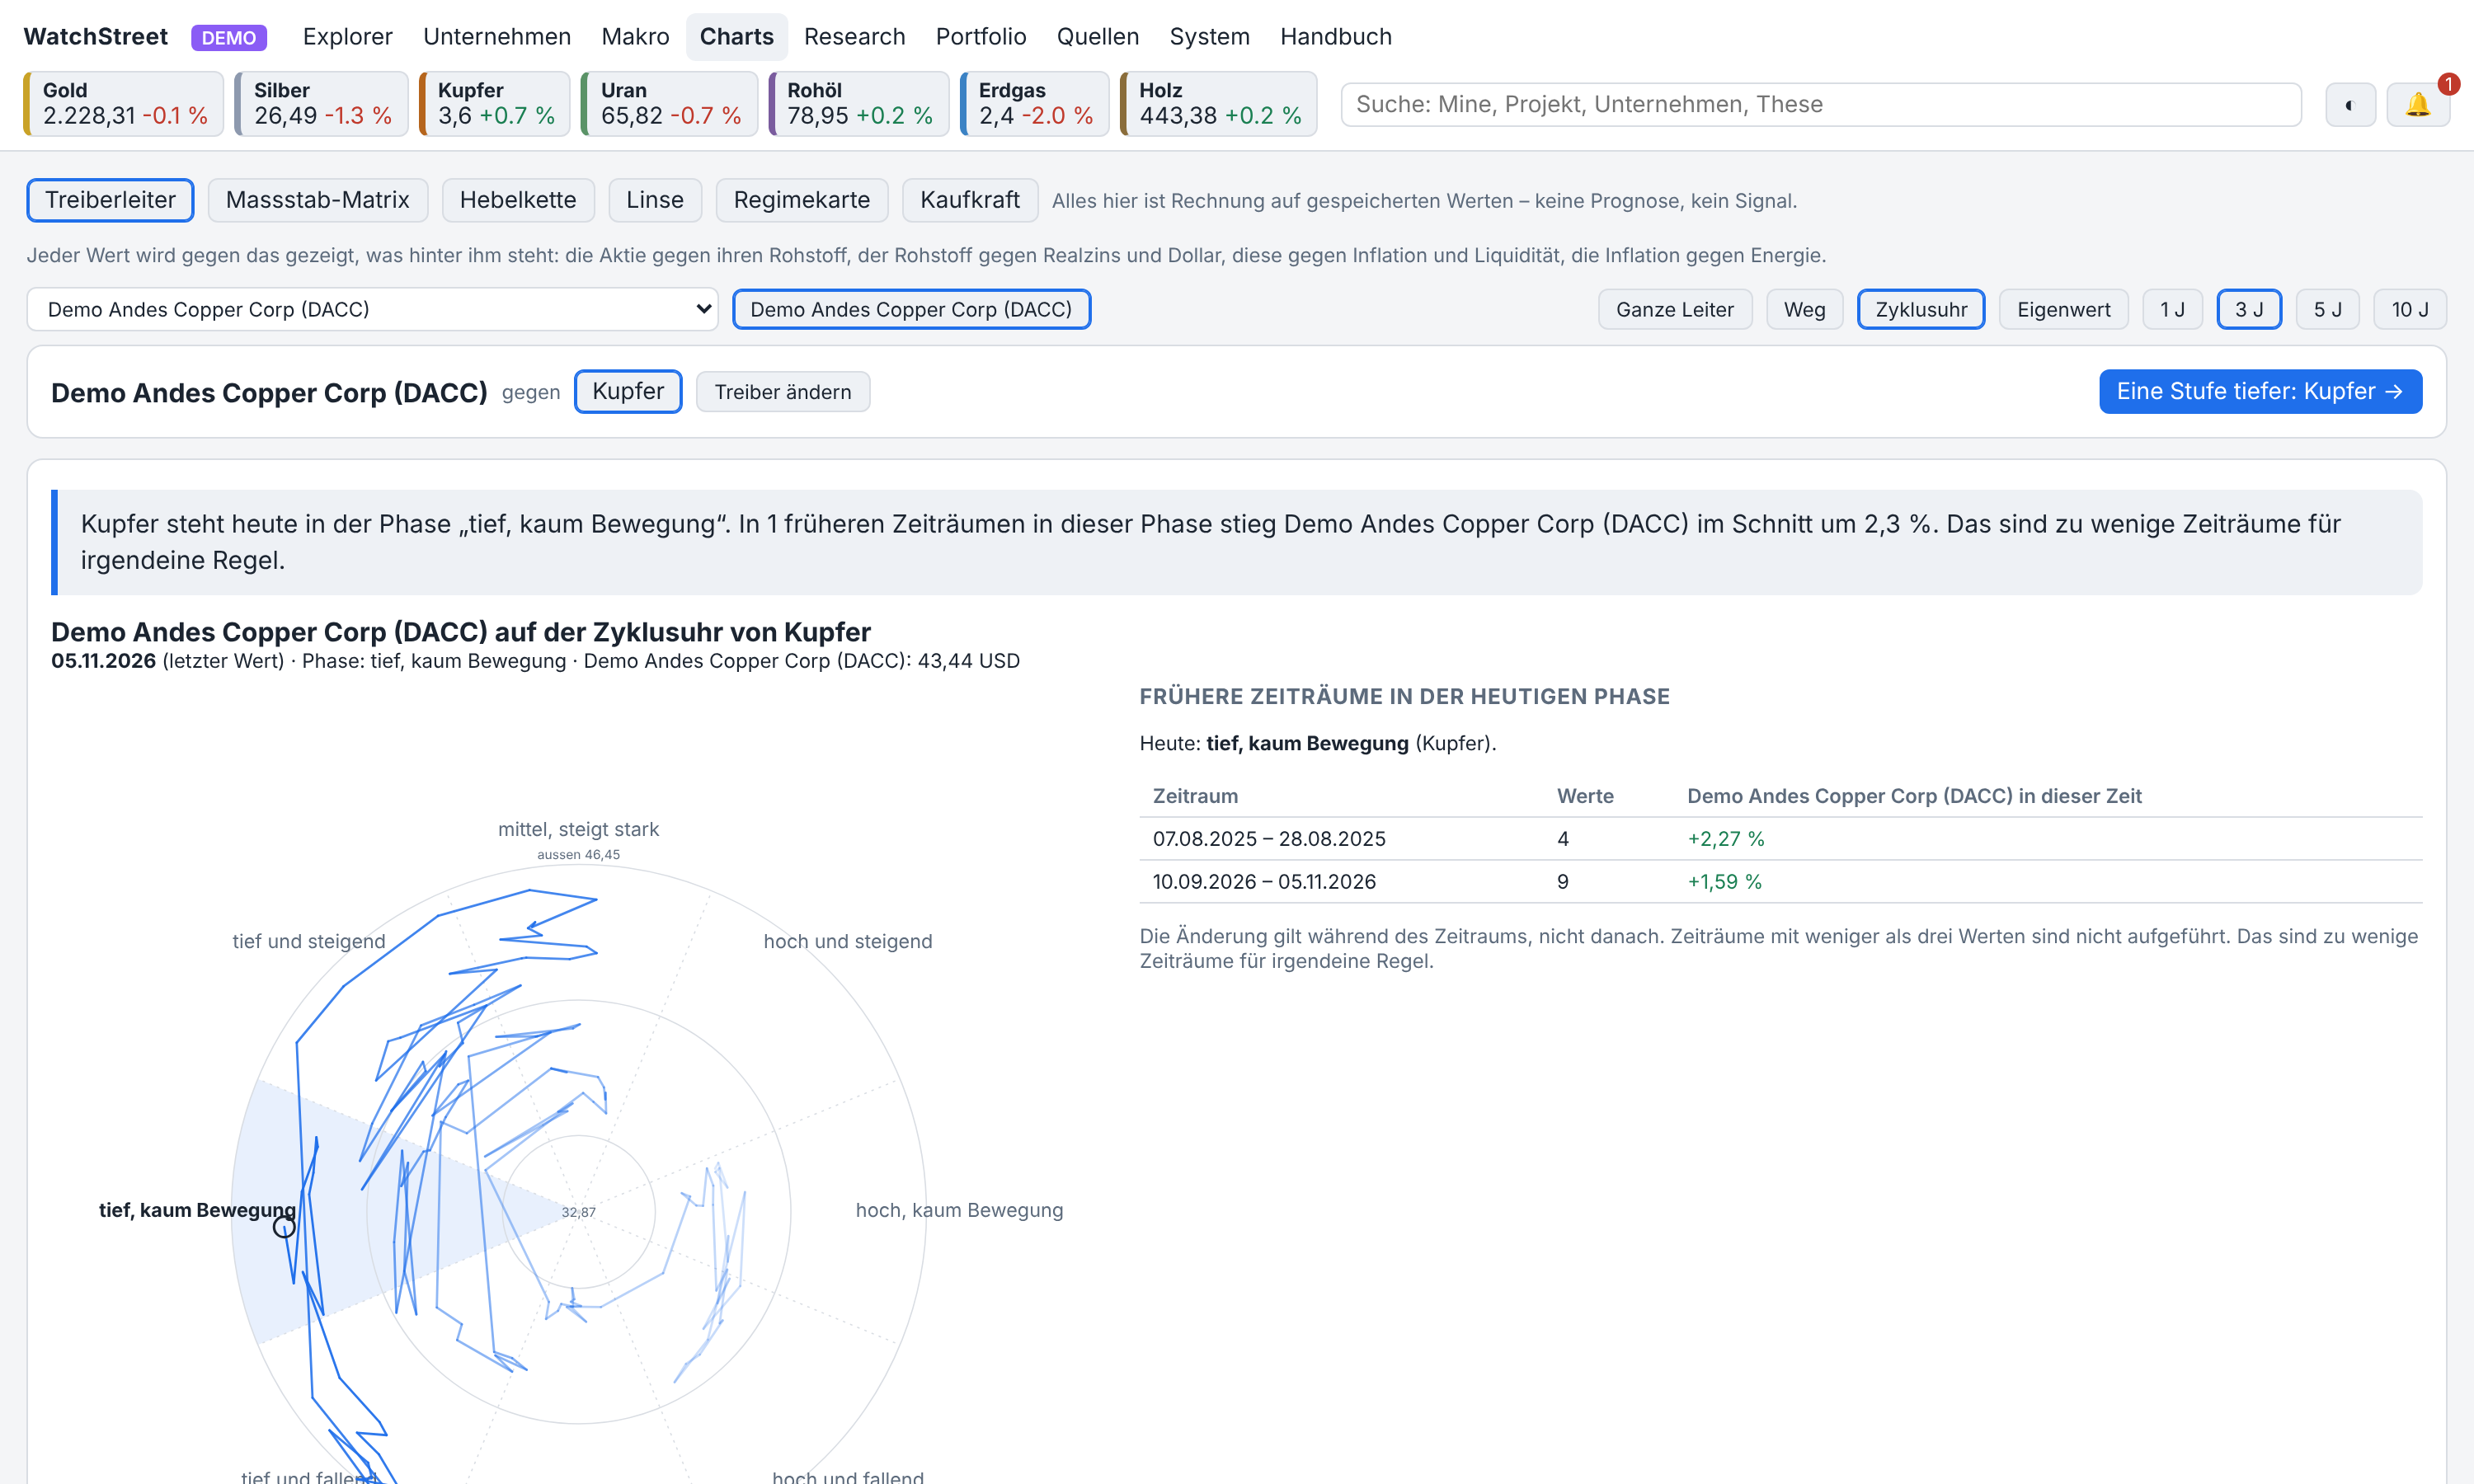 WatchStreet DEMO Explorer Unternehmen Makro Charts Research Portfolio Quellen System Handbuch
Gold 2.228,31 -0.1 %
Silber 26,49 -1.3 %
Kupfer 3,6 +0.7 %
Uran 65,82 -0.7 %
Rohöl 78,95 +0.2 %
Erdgas 2,4 -2.0 %
Holz 443,38 +0.2 %
Suche: Mine, Projekt, Unternehmen, These
1
Treiberleiter Massstab-Matrix Hebelkette Linse Regimekarte Kaufkraft Alles hier ist Rechnung auf gespeicherten Werten – keine Prognose, kein Signal.
Jeder Wert wird gegen das gezeigt, was hinter ihm steht: die Aktie gegen ihren Rohstoff, der Rohstoff gegen Realzins und Dollar, diese gegen Inflation und Liquidität, die Inflation gegen Energie.
Demo Andes Copper Corp (DACC) Demo Andes Copper Corp (DACC) Ganze Leiter Weg Zyklusuhr Eigenwert 1 J 3 J 5 J 10 J
Demo Andes Copper Corp (DACC) gegen Kupfer Treiber ändern Eine Stufe tiefer: Kupfer →
Kupfer steht heute in der Phase „tief, kaum Bewegung“. In 1 früheren Zeiträumen in dieser Phase stieg Demo Andes Copper Corp (DACC) im Schnitt um 2,3 %. Das sind zu wenige Zeiträume für
irgendeine Regel.
Demo Andes Copper Corp (DACC) auf der Zyklusuhr von Kupfer
05.11.2026 (letzter Wert) · Phase: tief, kaum Bewegung · Demo Andes Copper Corp (DACC): 43,44 USD
mittel, steigt stark
aussen 46,45
tief und steigend
hoch und steigend
tief, kaum Bewegung
32,87
hoch, kaum Bewegung
tief und fallend
hoch und fallend
FRÜHERE ZEITRÄUME IN DER HEUTIGEN PHASE
Heute: tief, kaum Bewegung (Kupfer).
Zeitraum Werte Demo Andes Copper Corp (DACC) in dieser Zeit
07.08.2025 – 28.08.2025 4 +2,27 %
10.09.2026 – 05.11.2026 9 +1,59 %
Die Änderung gilt während des Zeitraums, nicht danach. Zeiträume mit weniger als drei Werten sind nicht aufgeführt. Das sind zu wenige
Zeiträume für irgendeine Regel.